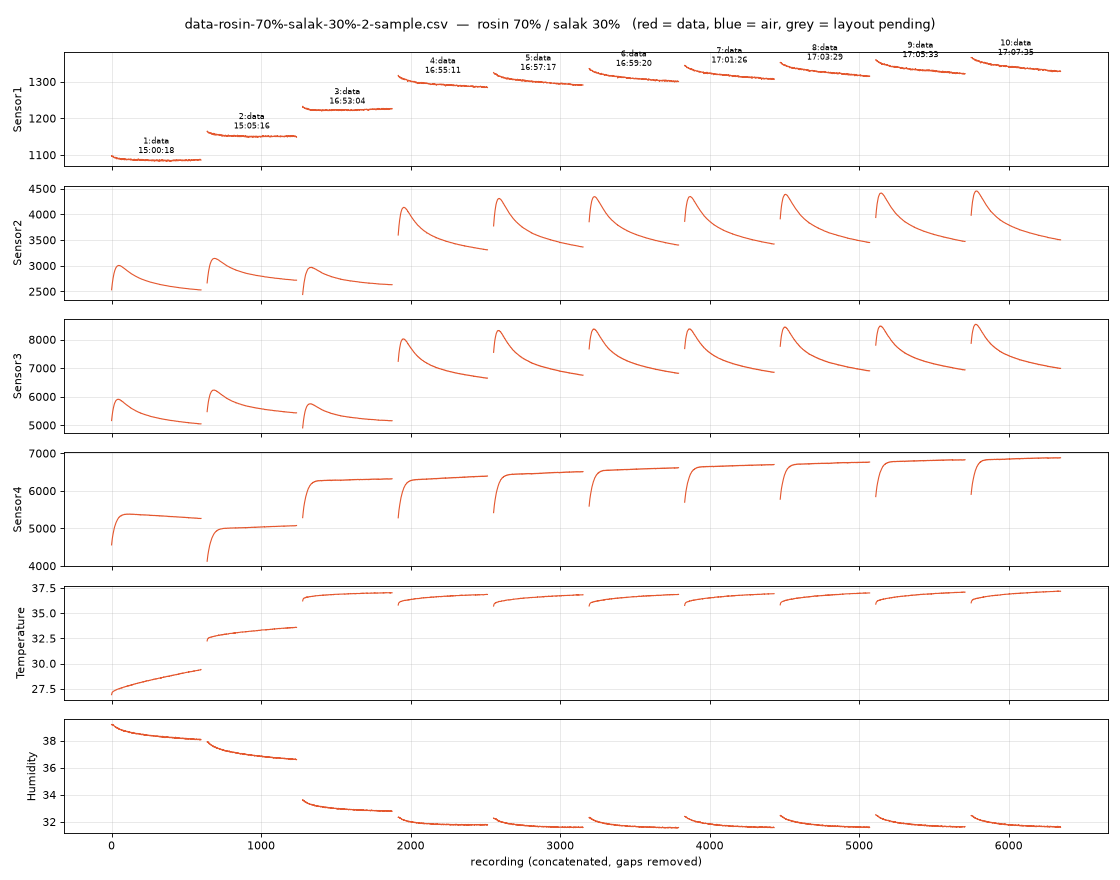 data-rosin-70%-salak-30%-2-sample.csv — rosin 70% / salak 30% (red = data, blue = air, grey = layout pending)
Sensor1
1300
1200
1100
1:data
15:00:18
2:data
15:05:16
3:data
16:53:04
4:data
16:55:11
5:data
16:57:17
6:data
16:59:20
7:data
17:01:26
8:data
17:03:29
9:data
17:05:33
10:data
17:07:35
Sensor2
4500
4000
3500
3000
2500
Sensor3
8000
7000
6000
5000
Sensor4
7000
6000
5000
4000
Temperature
37.5
35.0
32.5
30.0
27.5
Humidity
38
36
34
32
0 1000 2000 3000 4000 5000 6000
recording (concatenated, gaps removed)